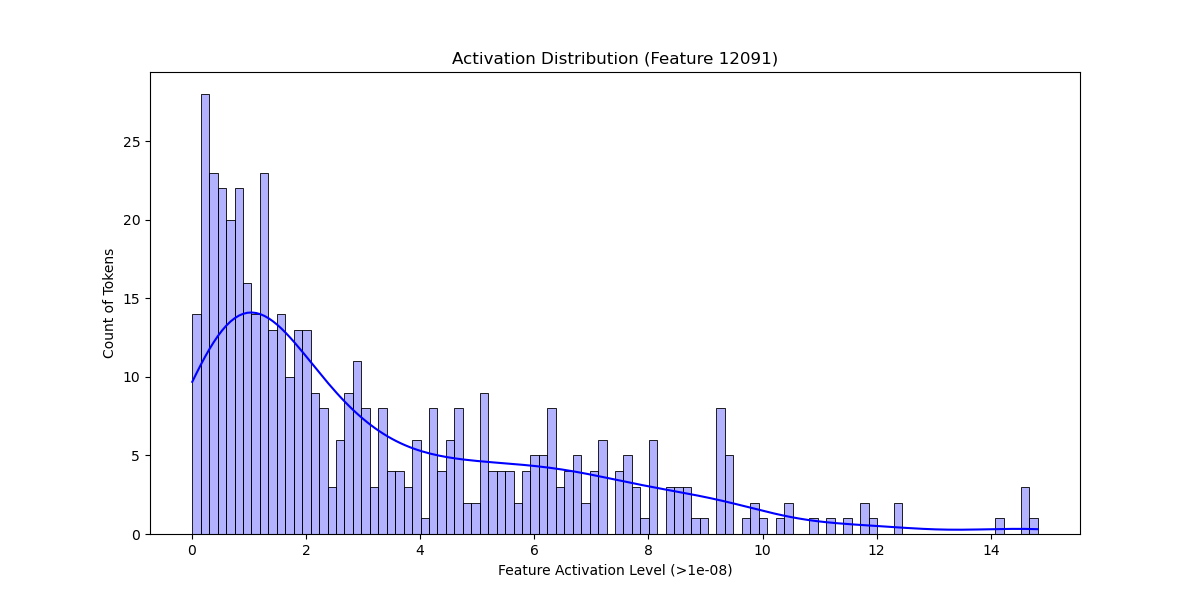 Activation Distribution (Feature 12091)
Count of Tokens
25
20
15
10
5
0
0 2 4 6 8 10 12 14
Feature Activation Level (>1e-08)